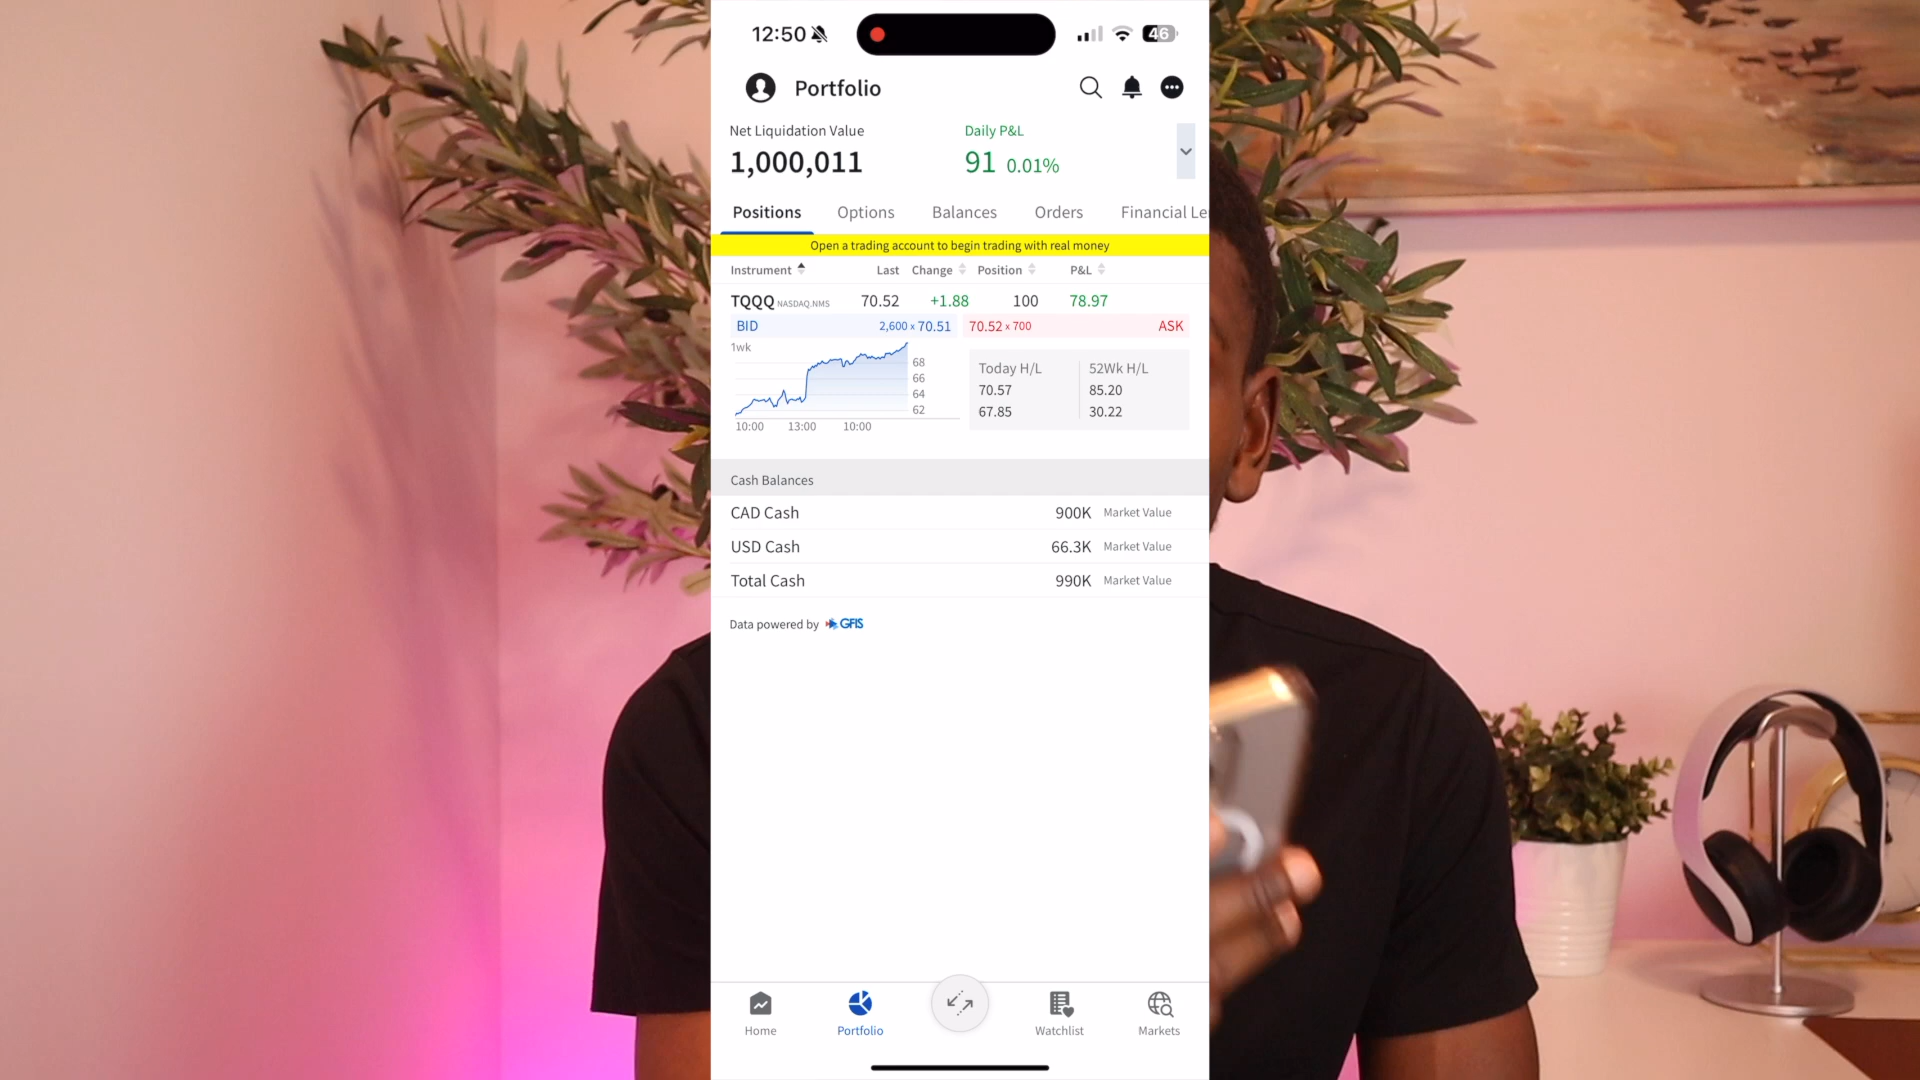 12:50 46
Portfolio
Net Liquidation Value Daily P&L
1,000,011 91 0.01%
Positions Options Balances Orders Financial Le
Open a trading account to begin trading with real money
Instrument Last Change Position P&L
TQQQ NASDAQ.NMS 70.52 +1.88 100 78.97
BID 2,600 x 70.51 70.52 x 700 ASK
1wk
68
66
64
62
10:00 13:00 10:00
Today H/L 52Wk H/L
70.57 85.20
67.85 30.22
Cash Balances
CAD Cash 900K Market Value
USD Cash 66.3K Market Value
Total Cash 990K Market Value
Data powered by GFIS
Home Portfolio Watchlist Markets